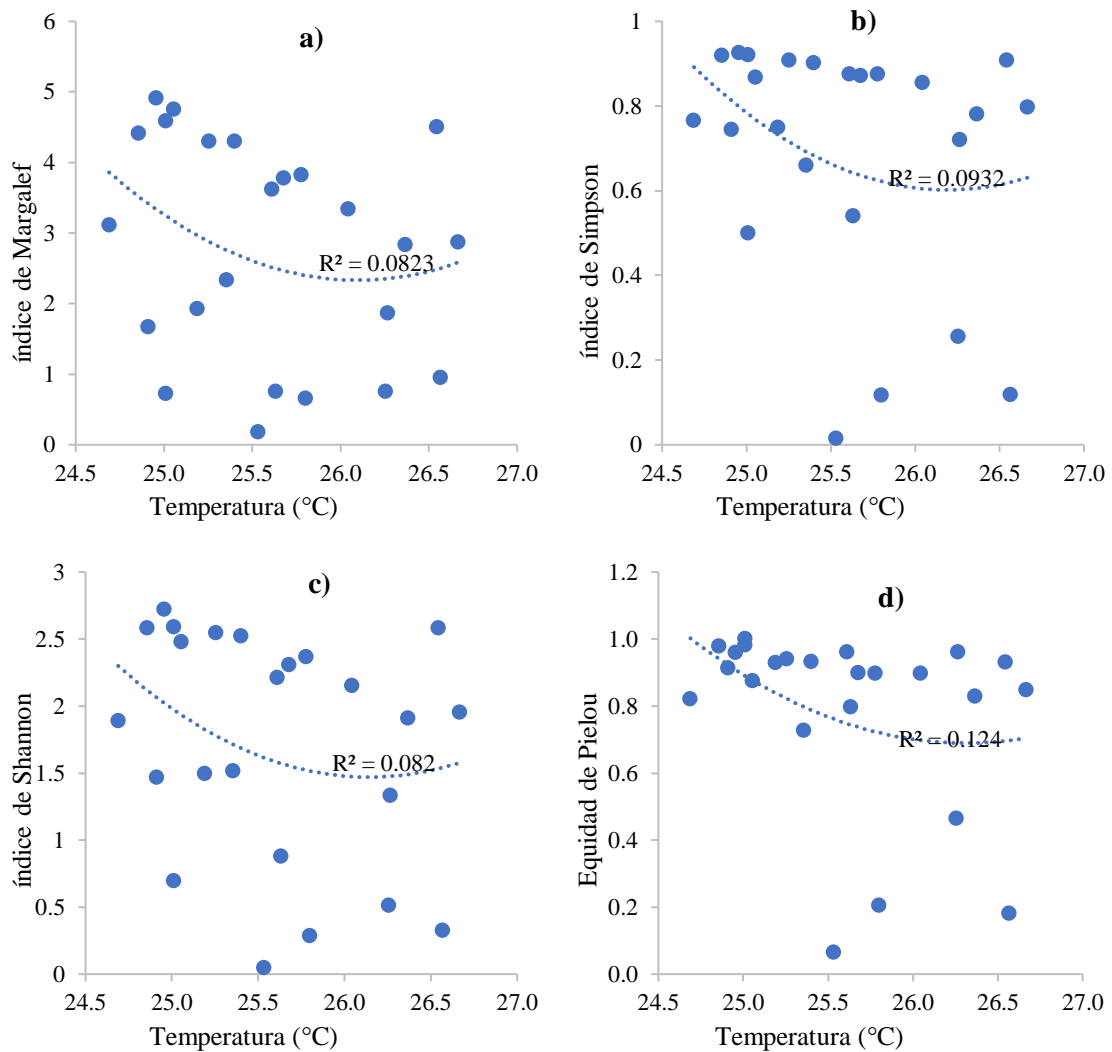 a)
índice de Margalef
6
5
4
3
2
1
0
R² = 0.0823
24.5 25.0 25.5 26.0 26.5 27.0
Temperatura (°C)
b)
índice de Simpson
1
0.8
0.6
0.4
0.2
0
R² = 0.0932
24.5 25.0 25.5 26.0 26.5 27.0
Temperatura (°C)
c)
índice de Shannon
3
2.5
2
1.5
1
0.5
0
R² = 0.082
24.5 25.0 25.5 26.0 26.5 27.0
Temperatura (°C)
d)
Equidad de Pielou
1.2
1.0
0.8
0.6
0.4
0.2
0.0
R² = 0.124
24.5 25.0 25.5 26.0 26.5 27.0
Temperatura (°C)